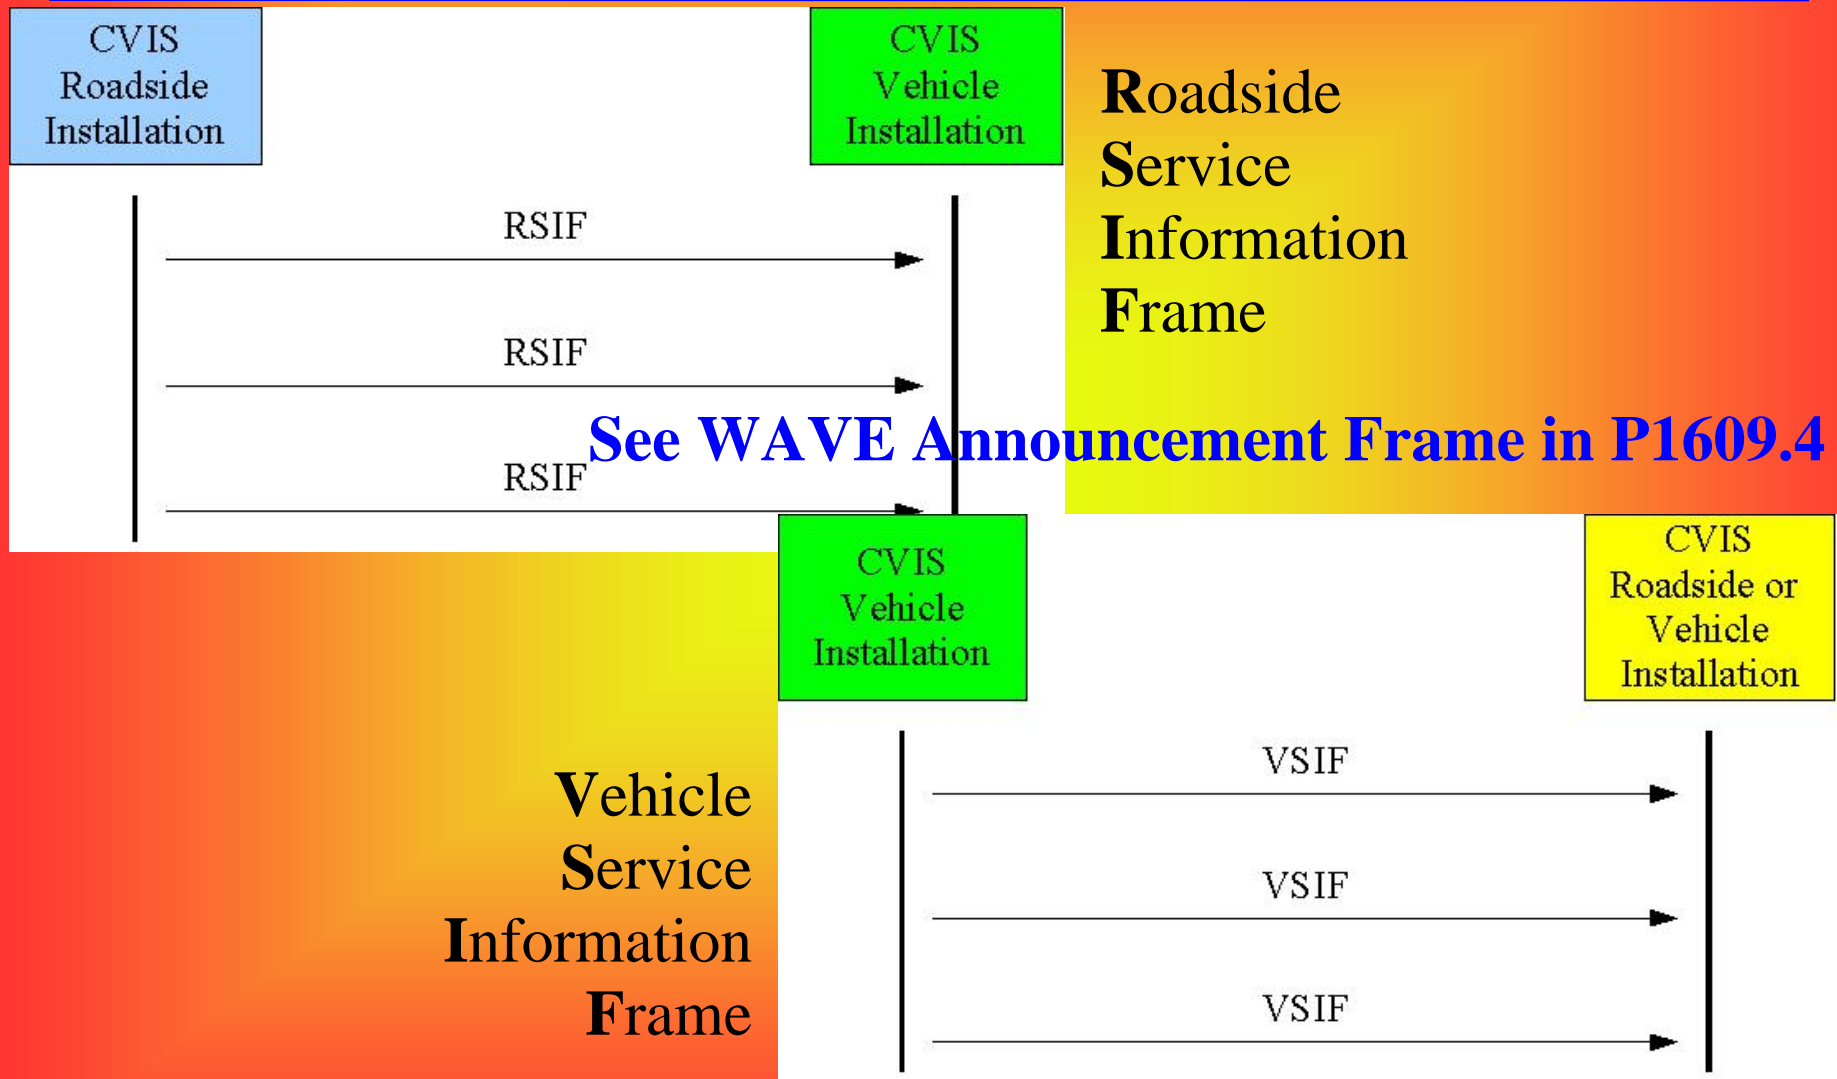 CVIS
Roadside
Installation
CVIS
Vehicle
Installation
RSIF
RSIF
RSIF
Roadside
Service
Information
Frame
See WAVE Announcement Frame in P1609.4
CVIS
Vehicle
Installation
CVIS
Roadside or
Vehicle
Installation
Vehicle
Service
Information
Frame
VSIF
VSIF
VSIF